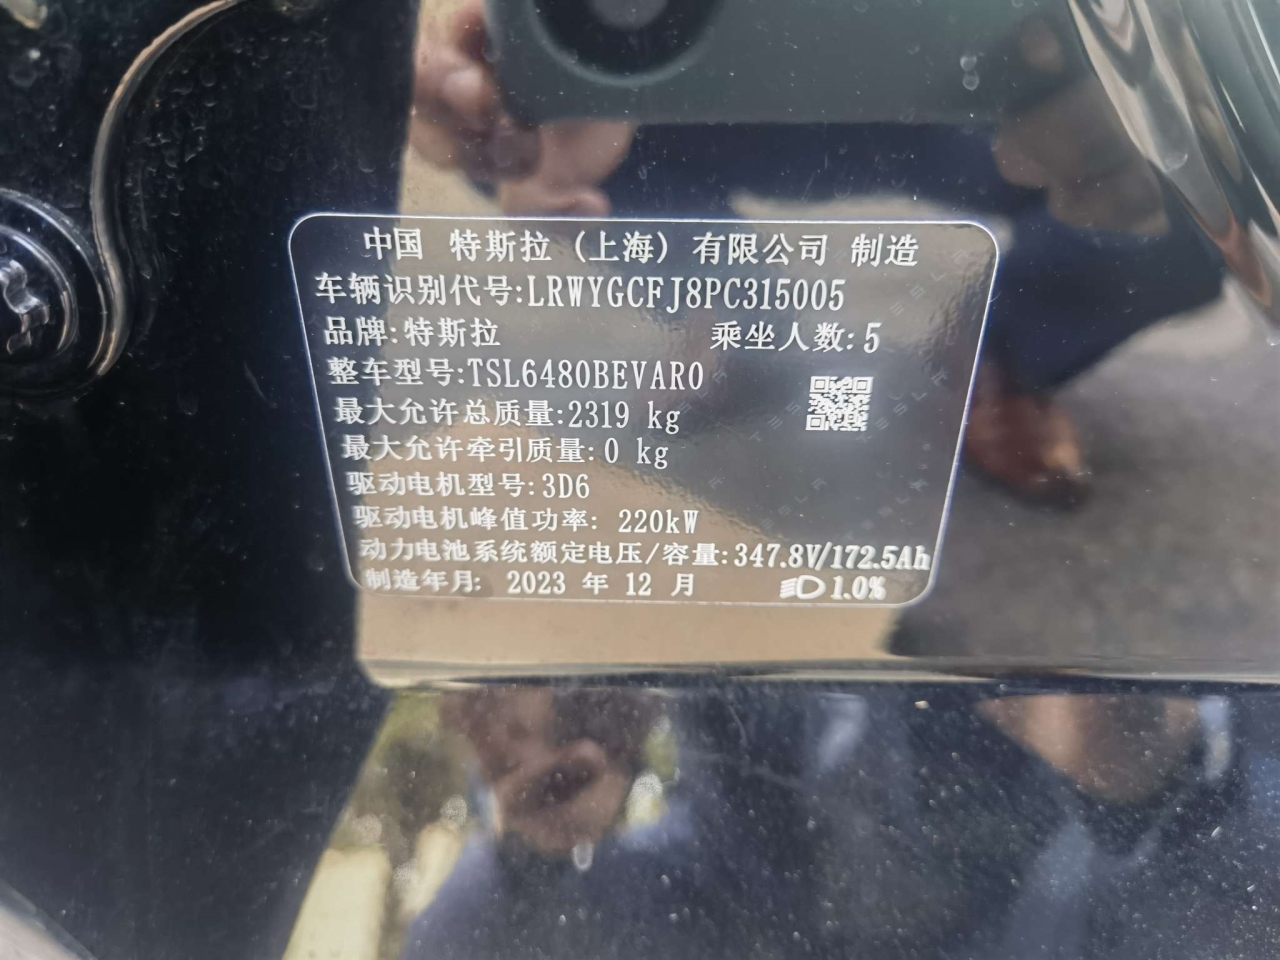 中国 特斯拉（上海）有限公司 制造
车辆识别代号:LRWYGCFJ8PC315005
品牌:特斯拉 乘坐人数:5
整车型号:TSL6480BEVAR0
最大允许总质量:2319 kg
最大允许牵引质量:0 kg
驱动电机型号:3D6
驱动电机峰值功率: 220kW
动力电池系统额定电压/容量:347.8V/172.5Ah
制造年月: 2023 年 12 月 1.0%